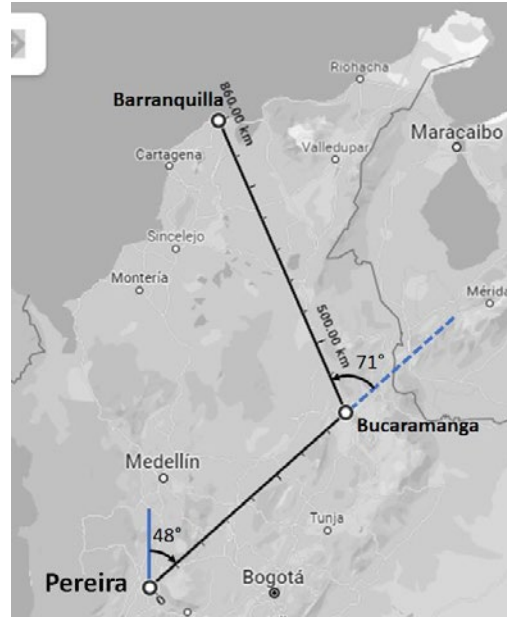 Riohacha
Barranquilla
860.00 km
Maracaibo
Cartagena
Valledupar
Sincelejo
Montería
Mérida
500.00 km
71°
Bucaramanga
Medellín
Tunja
48°
Pereira
Bogotá
0